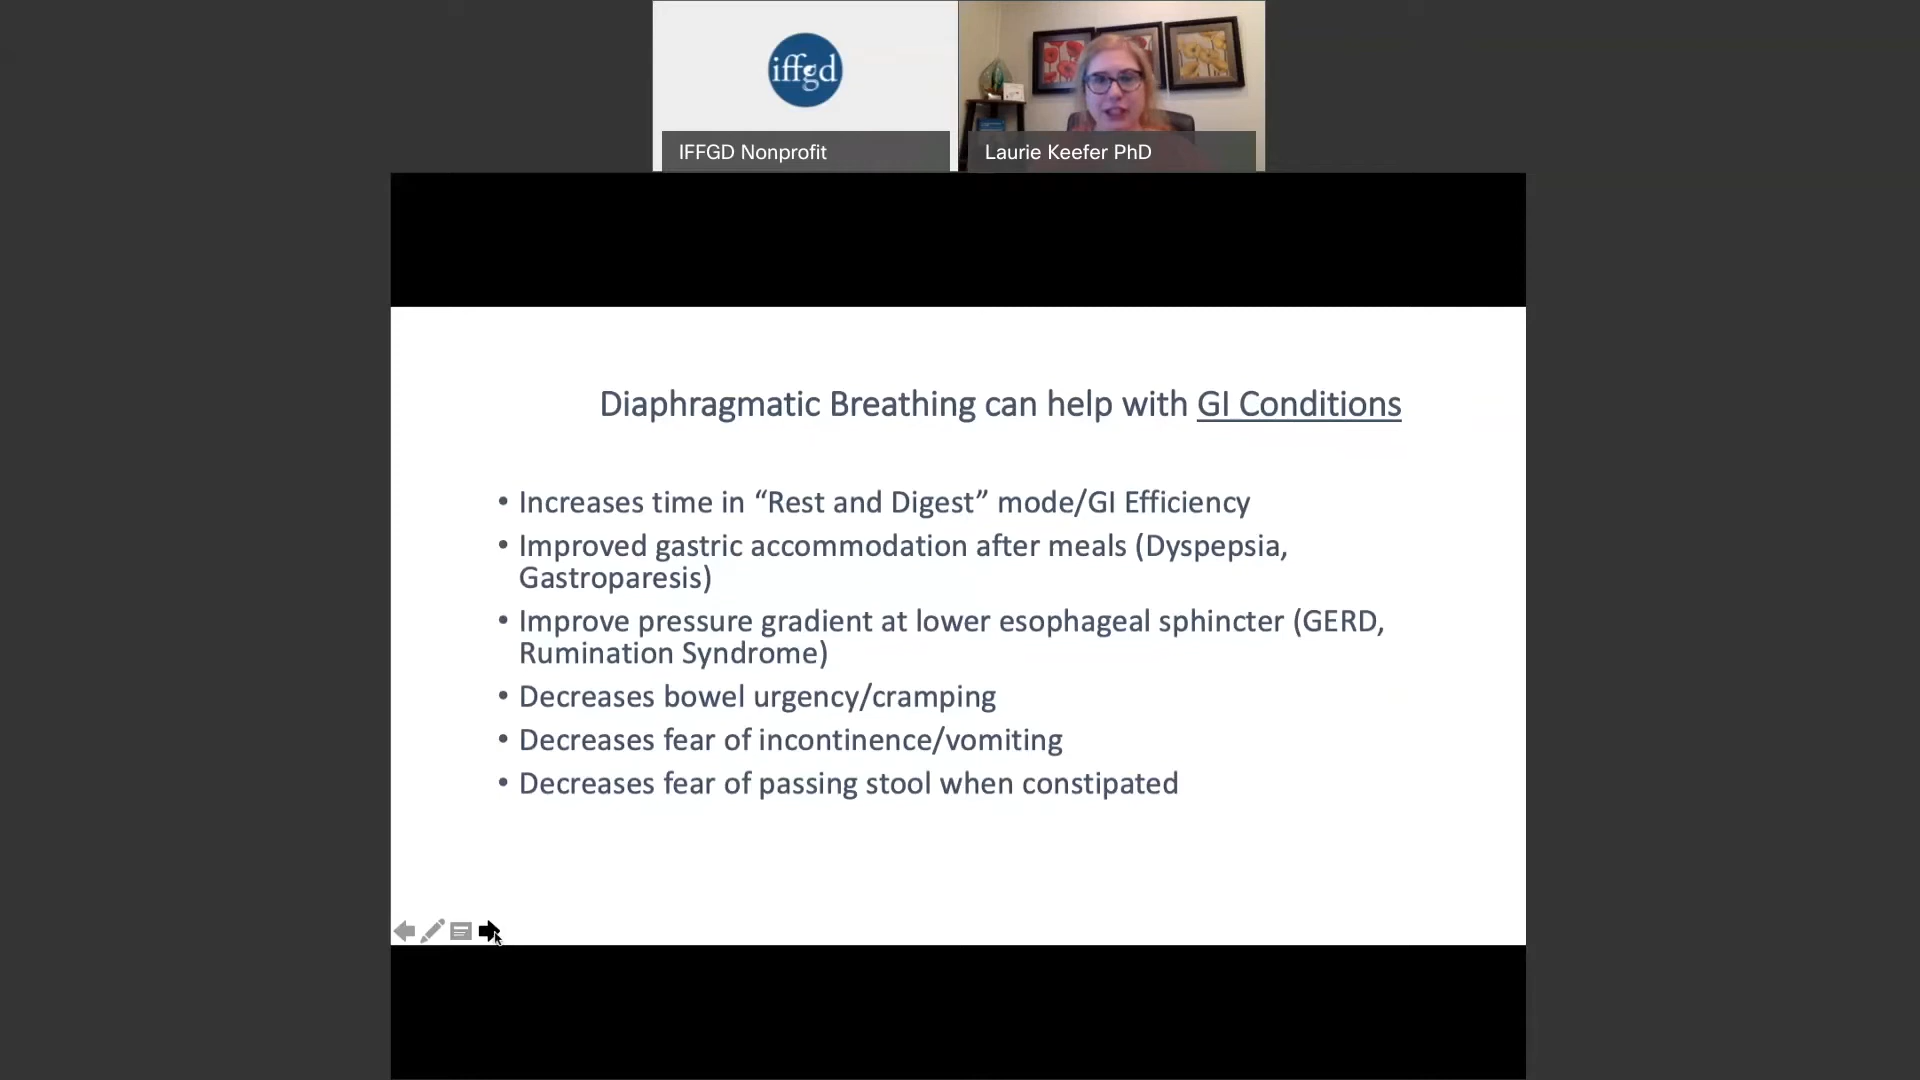 iffgd
IFFGD Nonprofit
Laurie Keefer PhD
Diaphragmatic Breathing can help with GI Conditions
• Increases time in “Rest and Digest” mode/GI Efficiency
• Improved gastric accommodation after meals (Dyspepsia,
Gastroparesis)
• Improve pressure gradient at lower esophageal sphincter (GERD,
Rumination Syndrome)
• Decreases bowel urgency/cramping
• Decreases fear of incontinence/vomiting
• Decreases fear of passing stool when constipated